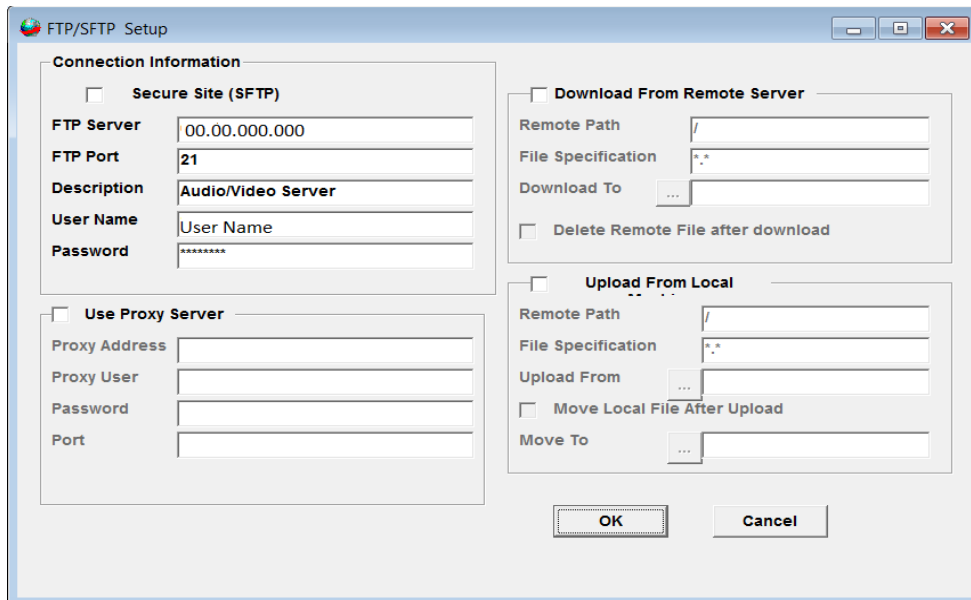 FTP/SFTP Setup
Connection Information
Secure Site (SFTP)
FTP Server 00.00.000.000
FTP Port 21
Description Audio/Video Server
User Name User Name
Password ********
Use Proxy Server
Proxy Address
Proxy User
Password
Port
Download From Remote Server
Remote Path /
File Specification *.*
Download To ...
Delete Remote File after download
Upload From Local
Remote Path /
File Specification *.*
Upload From ...
Move Local File After Upload
Move To ...
OK Cancel